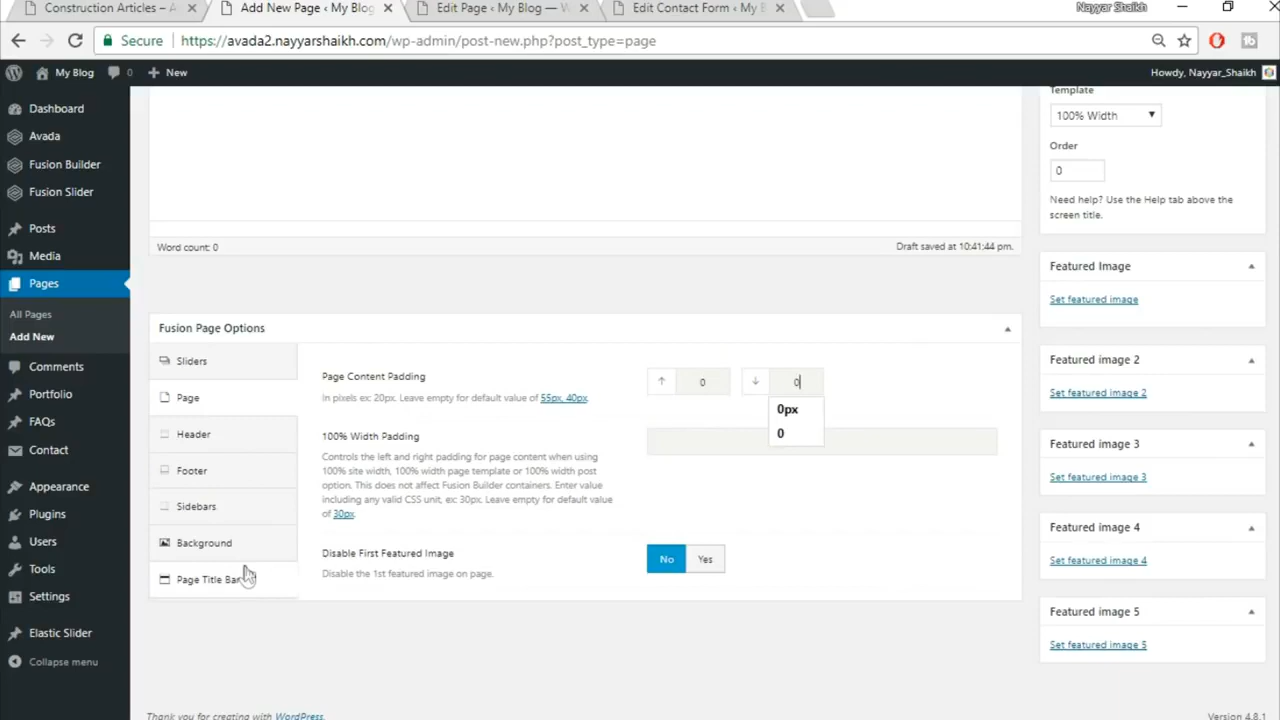 Construction Articles – A
Add New Page ‹ My Blog
Edit Page ‹ My Blog — W
Edit Contact Form ‹ My B
Nayyar Shaikh
Secure
https://avada2.nayyarshaikh.com/wp-admin/post-new.php?post_type=page
My Blog
0
New
Howdy, Nayyar_Shaikh
Dashboard
Avada
Fusion Builder
Fusion Slider
Posts
Media
Pages
All Pages
Add New
Comments
Portfolio
FAQs
Contact
Appearance
Plugins
Users
Tools
Settings
Elastic Slider
Collapse menu
Word count: 0
Draft saved at 10:41:44 pm.
Fusion Page Options
Sliders
Page
Header
Footer
Sidebars
Background
Page Title Bar
Page Content Padding
In pixels ex: 20px. Leave empty for default value of 55px, 40px.
0
0
0px
0
100% Width Padding
Controls the left and right padding for page content when using
100% site width, 100% width page template or 100% width post
option. This does not affect Fusion Builder containers. Enter value
including any valid CSS unit, ex: 30px. Leave empty for default value
of 30px.
Disable First Featured Image
Disable the 1st featured image on page.
No
Yes
Template
100% Width
Order
0
Need help? Use the Help tab above the
screen title.
Featured Image
Set featured image
Featured image 2
Set featured image 2
Featured image 3
Set featured image 3
Featured image 4
Set featured image 4
Featured image 5
Set featured image 5
Thank you for creating with WordPress.
Version 4.8.1